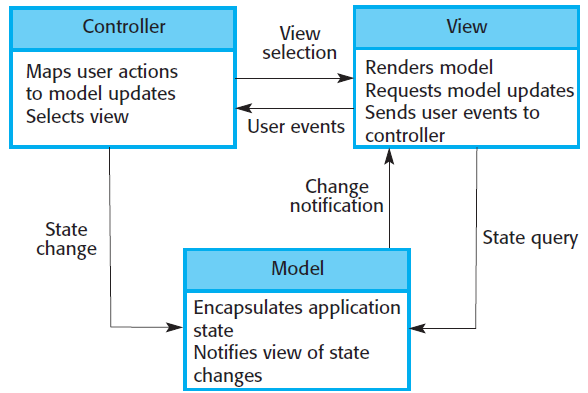 Controller
Maps user actions
to model updates
Selects view
View
selection
User events
View
Renders model
Requests model updates
Sends user events to
controller
State
change
Change
notification
State query
Model
Encapsulates application
state
Notifies view of state
changes